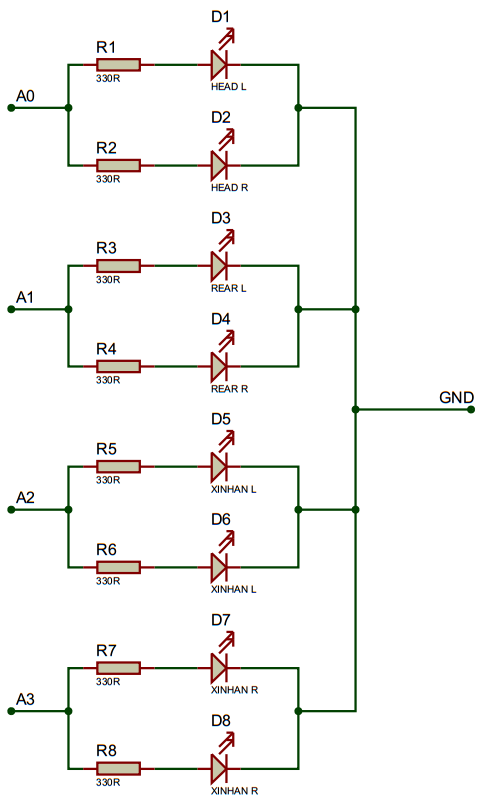 D1
R1
330R
HEAD L
A0
D2
R2
330R
HEAD R
D3
R3
330R
REAR L
A1
D4
R4
330R
REAR R
GND
D5
R5
330R
XINHAN L
A2
D6
R6
330R
XINHAN L
D7
R7
330R
XINHAN R
A3
D8
R8
330R
XINHAN R